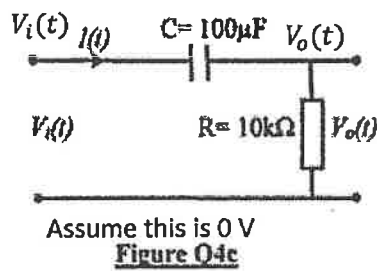 Vᵢ(t) I(t) C= 100µF Vₒ(t)
Vᵢ(t) R= 10kΩ Vₒ(t)
Assume this is 0 V
Figure Q4c